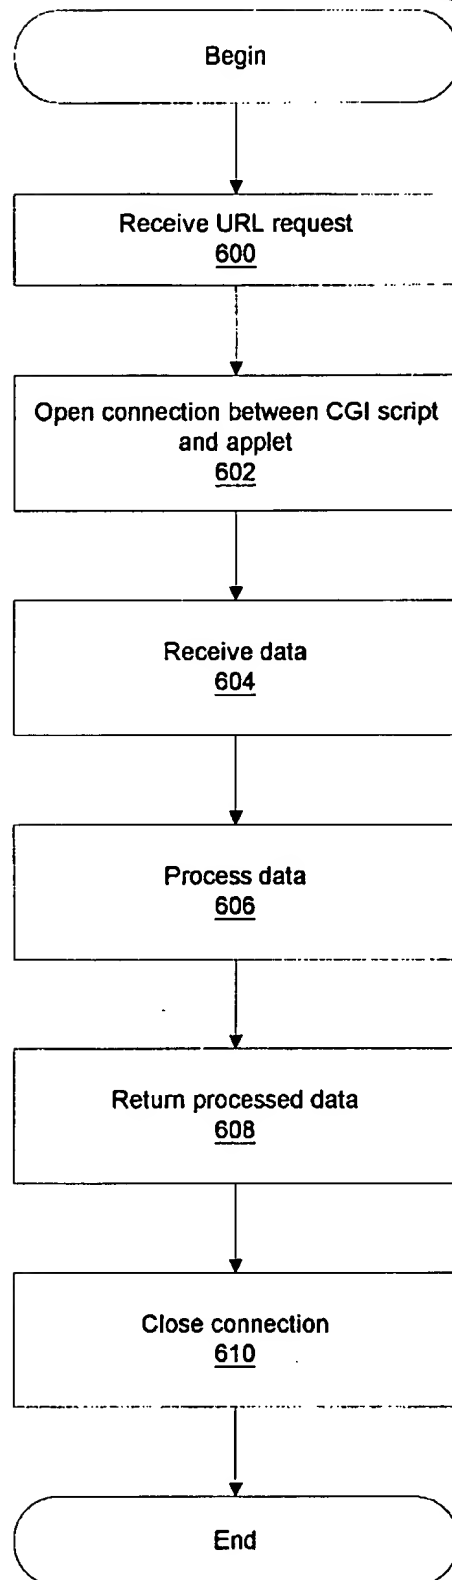 Begin
Receive URL request
600
Open connection between CGI script
and applet
602
Receive data
604
Process data
606
Return processed data
608
Close connection
610
End